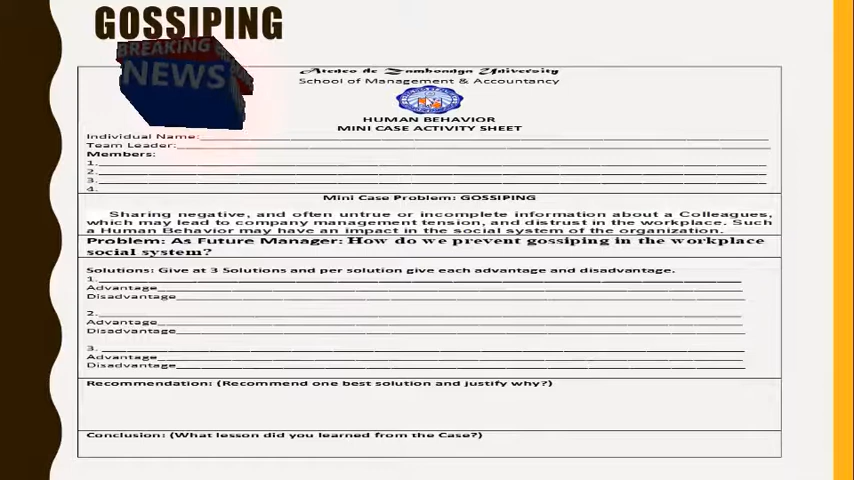 GOSSIPING
BREAKING
NEWS
Ateneo de Zamboanga University
School of Management & Accountancy
HUMAN BEHAVIOR
MINI CASE ACTIVITY SHEET
Individual Name:
Team Leader:
Members:
1.
2.
3.
4.
Mini Case Problem: GOSSIPING
Sharing negative, and often untrue or incomplete information about a Colleagues,
which may lead to company management tension, and distrust in the workplace. Such
a Human Behavior may have an impact in the social system of the organization.
Problem: As Future Manager: How do we prevent gossiping in the workplace
social system?
Solutions: Give at 3 Solutions and per solution give each advantage and disadvantage.
1.
Advantage
Disadvantage
2.
Advantage
Disadvantage
3.
Advantage
Disadvantage
Recommendation: (Recommend one best solution and justify why?)
Conclusion: (What lesson did you learned from the Case?)